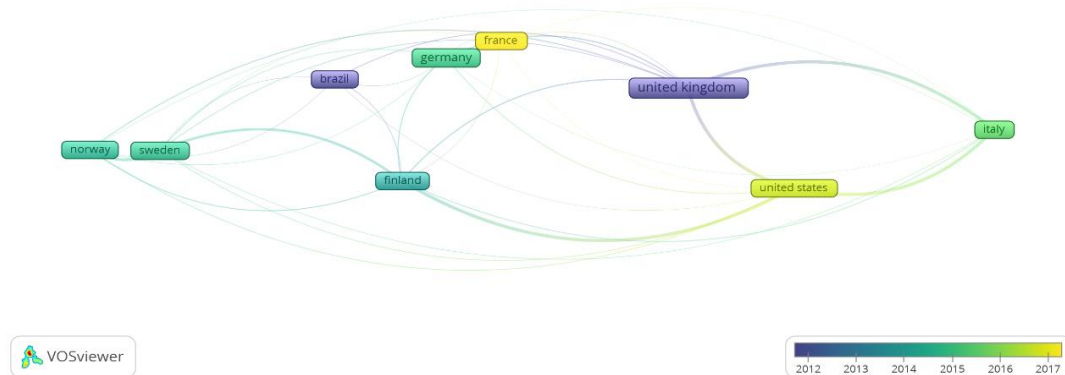 france
germany
brazil
united kingdom
norway
sweden
italy
finland
united states
VOSviewer
2012 2013 2014 2015 2016 2017